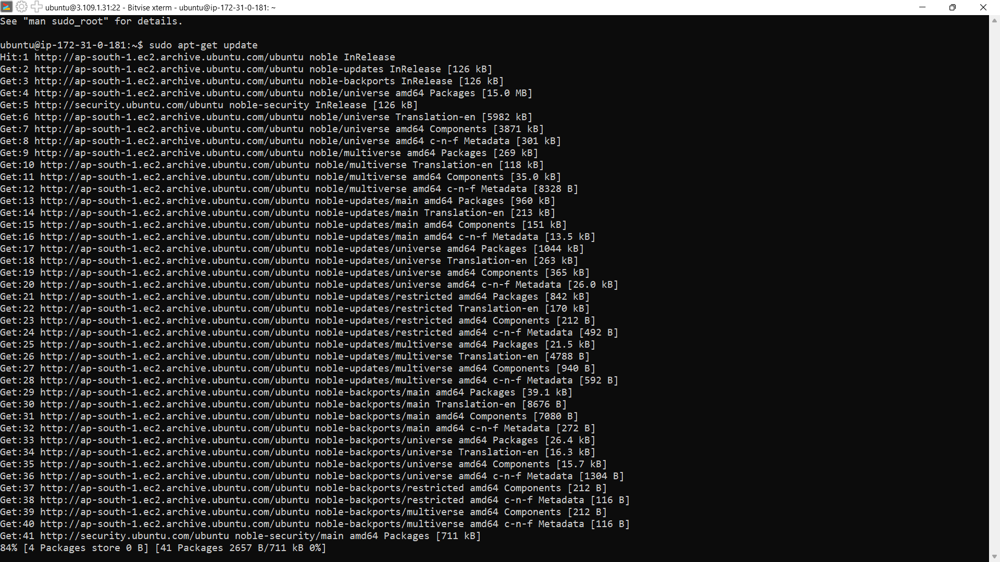 ubuntu@3.109.1.31:22 - Bitvise xterm - ubuntu@ip-172-31-0-181: ~
See "man sudo_root" for details.
ubuntu@ip-172-31-0-181:~$ sudo apt-get update
Hit:1 http://ap-south-1.ec2.archive.ubuntu.com/ubuntu noble InRelease
Get:2 http://ap-south-1.ec2.archive.ubuntu.com/ubuntu noble-updates InRelease [126 kB]
Get:3 http://ap-south-1.ec2.archive.ubuntu.com/ubuntu noble-backports InRelease [126 kB]
Get:4 http://ap-south-1.ec2.archive.ubuntu.com/ubuntu noble/universe amd64 Packages [15.0 MB]
Get:5 http://security.ubuntu.com/ubuntu noble-security InRelease [126 kB]
Get:6 http://ap-south-1.ec2.archive.ubuntu.com/ubuntu noble/universe Translation-en [5982 kB]
Get:7 http://ap-south-1.ec2.archive.ubuntu.com/ubuntu noble/universe amd64 Components [3871 kB]
Get:8 http://ap-south-1.ec2.archive.ubuntu.com/ubuntu noble/universe amd64 c-n-f Metadata [301 kB]
Get:9 http://ap-south-1.ec2.archive.ubuntu.com/ubuntu noble/multiverse amd64 Packages [269 kB]
Get:10 http://ap-south-1.ec2.archive.ubuntu.com/ubuntu noble/multiverse Translation-en [118 kB]
Get:11 http://ap-south-1.ec2.archive.ubuntu.com/ubuntu noble/multiverse amd64 Components [35.0 kB]
Get:12 http://ap-south-1.ec2.archive.ubuntu.com/ubuntu noble/multiverse amd64 c-n-f Metadata [8328 B]
Get:13 http://ap-south-1.ec2.archive.ubuntu.com/ubuntu noble-updates/main amd64 Packages [960 kB]
Get:14 http://ap-south-1.ec2.archive.ubuntu.com/ubuntu noble-updates/main Translation-en [213 kB]
Get:15 http://ap-south-1.ec2.archive.ubuntu.com/ubuntu noble-updates/main amd64 Components [151 kB]
Get:16 http://ap-south-1.ec2.archive.ubuntu.com/ubuntu noble-updates/main amd64 c-n-f Metadata [13.5 kB]
Get:17 http://ap-south-1.ec2.archive.ubuntu.com/ubuntu noble-updates/universe amd64 Packages [1044 kB]
Get:18 http://ap-south-1.ec2.archive.ubuntu.com/ubuntu noble-updates/universe Translation-en [263 kB]
Get:19 http://ap-south-1.ec2.archive.ubuntu.com/ubuntu noble-updates/universe amd64 Components [365 kB]
Get:20 http://ap-south-1.ec2.archive.ubuntu.com/ubuntu noble-updates/universe amd64 c-n-f Metadata [26.0 kB]
Get:21 http://ap-south-1.ec2.archive.ubuntu.com/ubuntu noble-updates/restricted amd64 Packages [842 kB]
Get:22 http://ap-south-1.ec2.archive.ubuntu.com/ubuntu noble-updates/restricted Translation-en [170 kB]
Get:23 http://ap-south-1.ec2.archive.ubuntu.com/ubuntu noble-updates/restricted amd64 Components [212 B]
Get:24 http://ap-south-1.ec2.archive.ubuntu.com/ubuntu noble-updates/restricted amd64 c-n-f Metadata [492 B]
Get:25 http://ap-south-1.ec2.archive.ubuntu.com/ubuntu noble-updates/multiverse amd64 Packages [21.5 kB]
Get:26 http://ap-south-1.ec2.archive.ubuntu.com/ubuntu noble-updates/multiverse Translation-en [4788 B]
Get:27 http://ap-south-1.ec2.archive.ubuntu.com/ubuntu noble-updates/multiverse amd64 Components [940 B]
Get:28 http://ap-south-1.ec2.archive.ubuntu.com/ubuntu noble-updates/multiverse amd64 c-n-f Metadata [592 B]
Get:29 http://ap-south-1.ec2.archive.ubuntu.com/ubuntu noble-backports/main amd64 Packages [39.1 kB]
Get:30 http://ap-south-1.ec2.archive.ubuntu.com/ubuntu noble-backports/main Translation-en [8676 B]
Get:31 http://ap-south-1.ec2.archive.ubuntu.com/ubuntu noble-backports/main amd64 Components [7080 B]
Get:32 http://ap-south-1.ec2.archive.ubuntu.com/ubuntu noble-backports/main amd64 c-n-f Metadata [272 B]
Get:33 http://ap-south-1.ec2.archive.ubuntu.com/ubuntu noble-backports/universe amd64 Packages [26.4 kB]
Get:34 http://ap-south-1.ec2.archive.ubuntu.com/ubuntu noble-backports/universe Translation-en [16.3 kB]
Get:35 http://ap-south-1.ec2.archive.ubuntu.com/ubuntu noble-backports/universe amd64 Components [15.7 kB]
Get:36 http://ap-south-1.ec2.archive.ubuntu.com/ubuntu noble-backports/universe amd64 c-n-f Metadata [1304 B]
Get:37 http://ap-south-1.ec2.archive.ubuntu.com/ubuntu noble-backports/restricted amd64 Components [212 B]
Get:38 http://ap-south-1.ec2.archive.ubuntu.com/ubuntu noble-backports/restricted amd64 c-n-f Metadata [116 B]
Get:39 http://ap-south-1.ec2.archive.ubuntu.com/ubuntu noble-backports/multiverse amd64 Components [212 B]
Get:40 http://ap-south-1.ec2.archive.ubuntu.com/ubuntu noble-backports/multiverse amd64 c-n-f Metadata [116 B]
Get:41 http://security.ubuntu.com/ubuntu noble-security/main amd64 Packages [711 kB]
84% [4 Packages store 0 B] [41 Packages 2657 B/711 kB 0%]